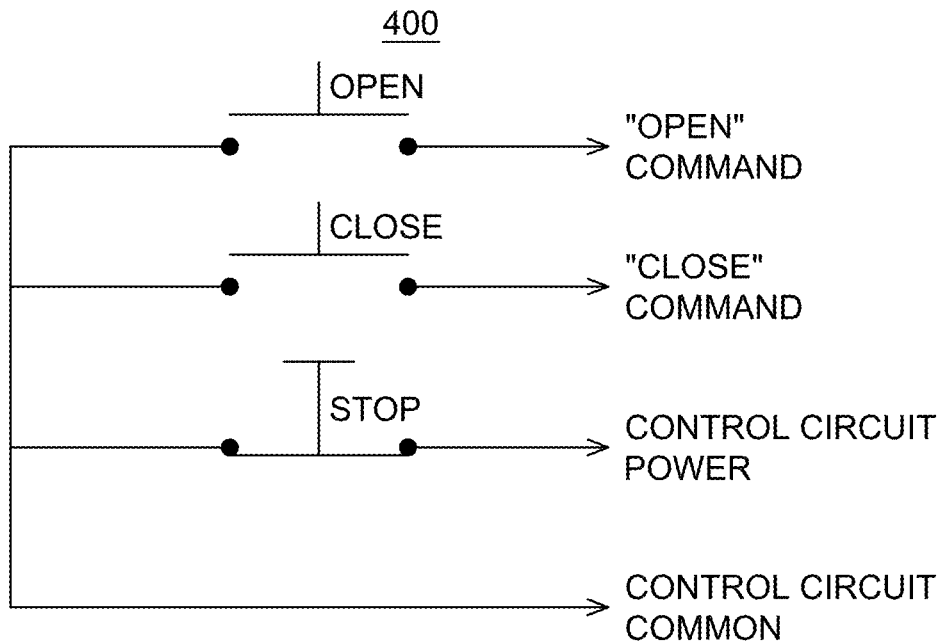 400
OPEN
"OPEN"
COMMAND
CLOSE
"CLOSE"
COMMAND
STOP
CONTROL CIRCUIT
POWER
CONTROL CIRCUIT
COMMON